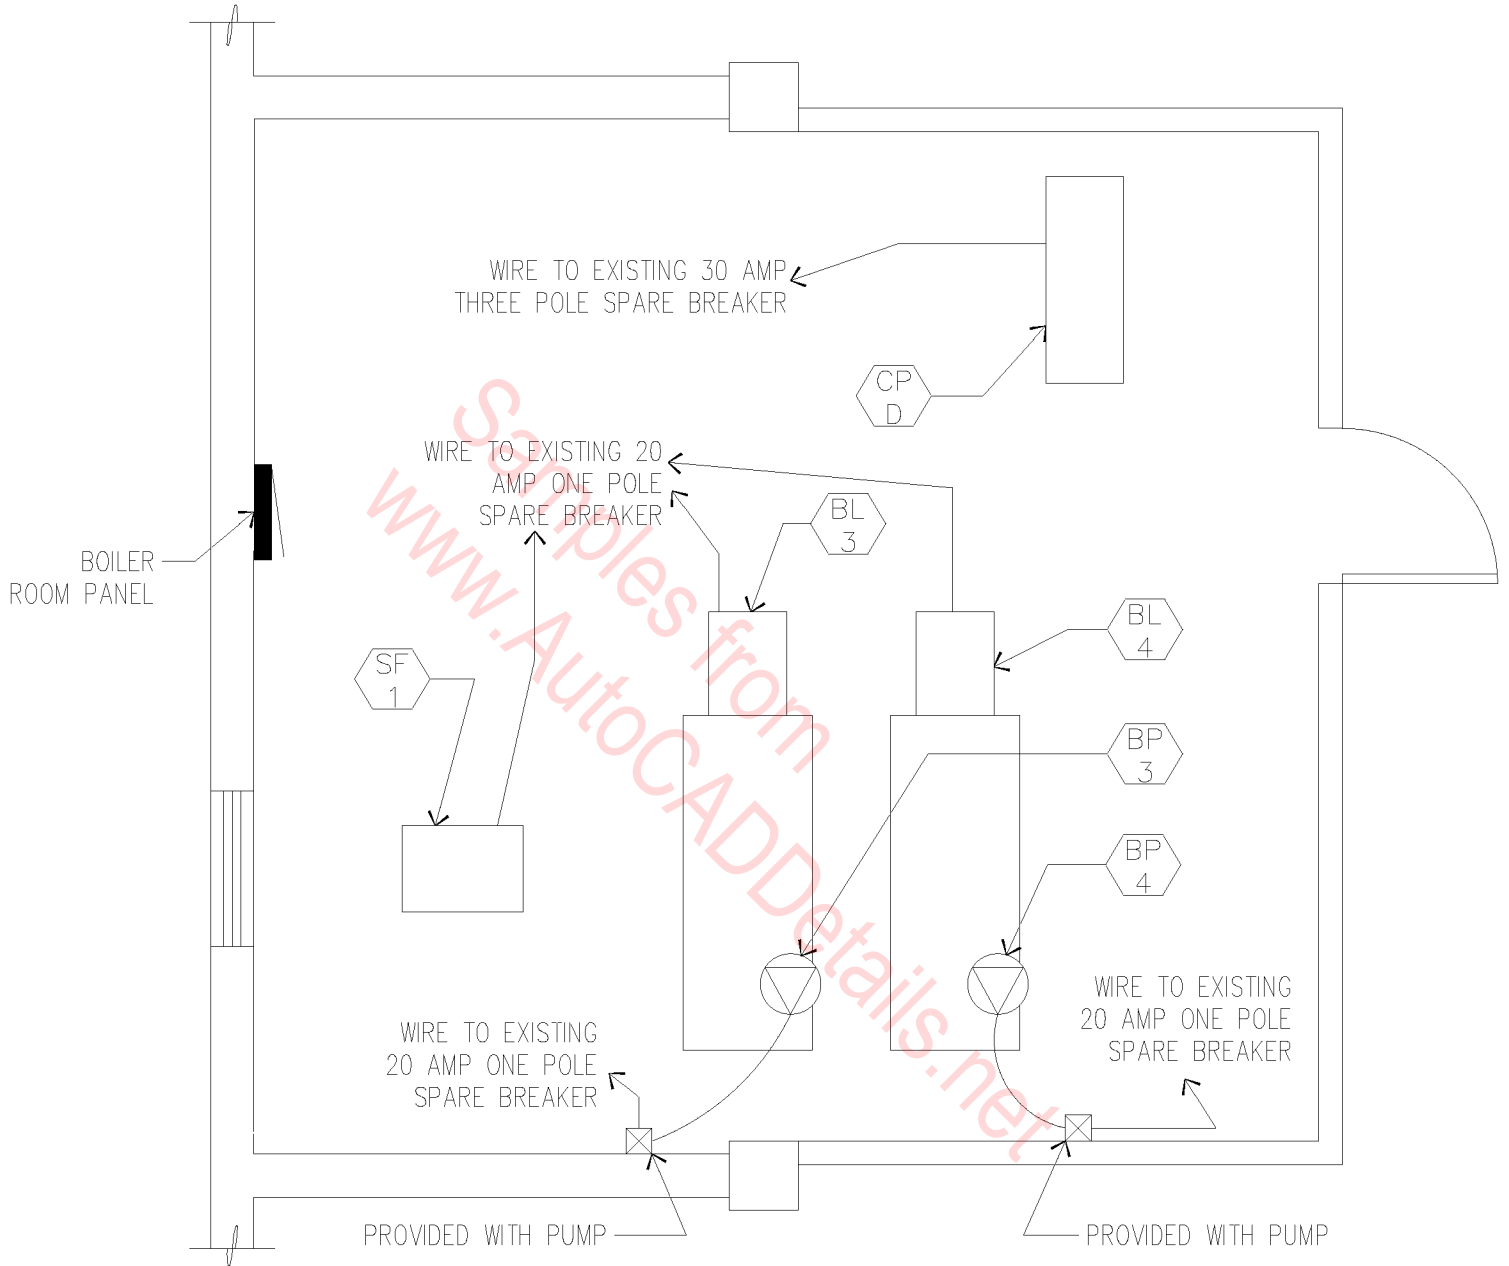 WIRE TO EXISTING 30 AMP
THREE POLE SPARE BREAKER
CP
D
WIRE TO EXISTING 20
AMP ONE POLE
SPARE BREAKER
BL
3
BOILER
ROOM PANEL
BL
4
SF
1
BP
3
BP
4
WIRE TO EXISTING
20 AMP ONE POLE
SPARE BREAKER
WIRE TO EXISTING
20 AMP ONE POLE
SPARE BREAKER
PROVIDED WITH PUMP
PROVIDED WITH PUMP
Samples from
www.AutoCADDetails.net